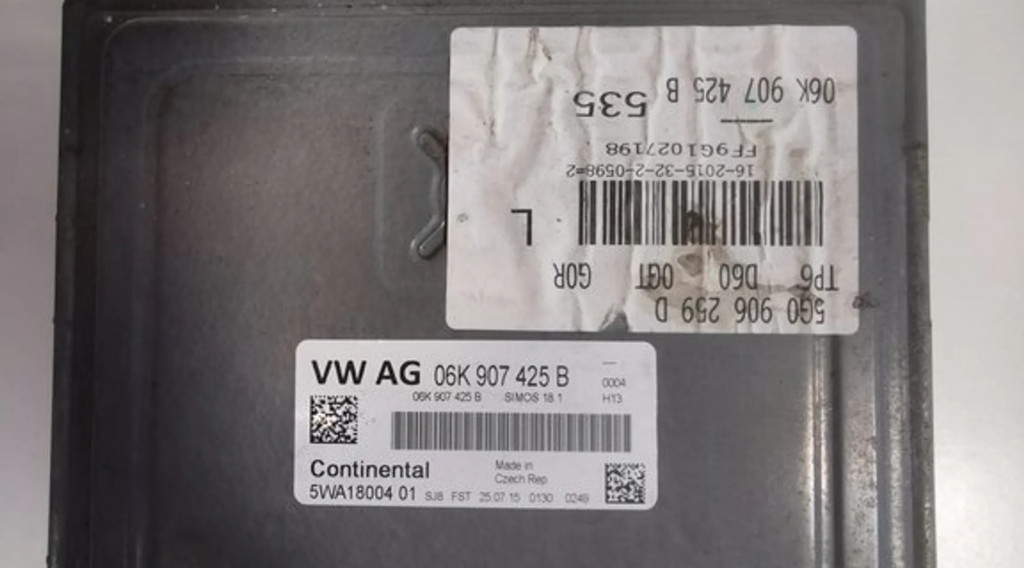 5G0 906 259 D
TP6 D60 0GT G0R
L
16-2015-32-2-2-0598=2
FF9G1027198
535
06K 907 425 B
VW AG 06K 907 425 B
06K 907 425 B SIMOS 18.1 0004
H13
Continental
Made in
Czech Rep.
5WA18004 01 SJ8 FST 25.07.15 0130 0249